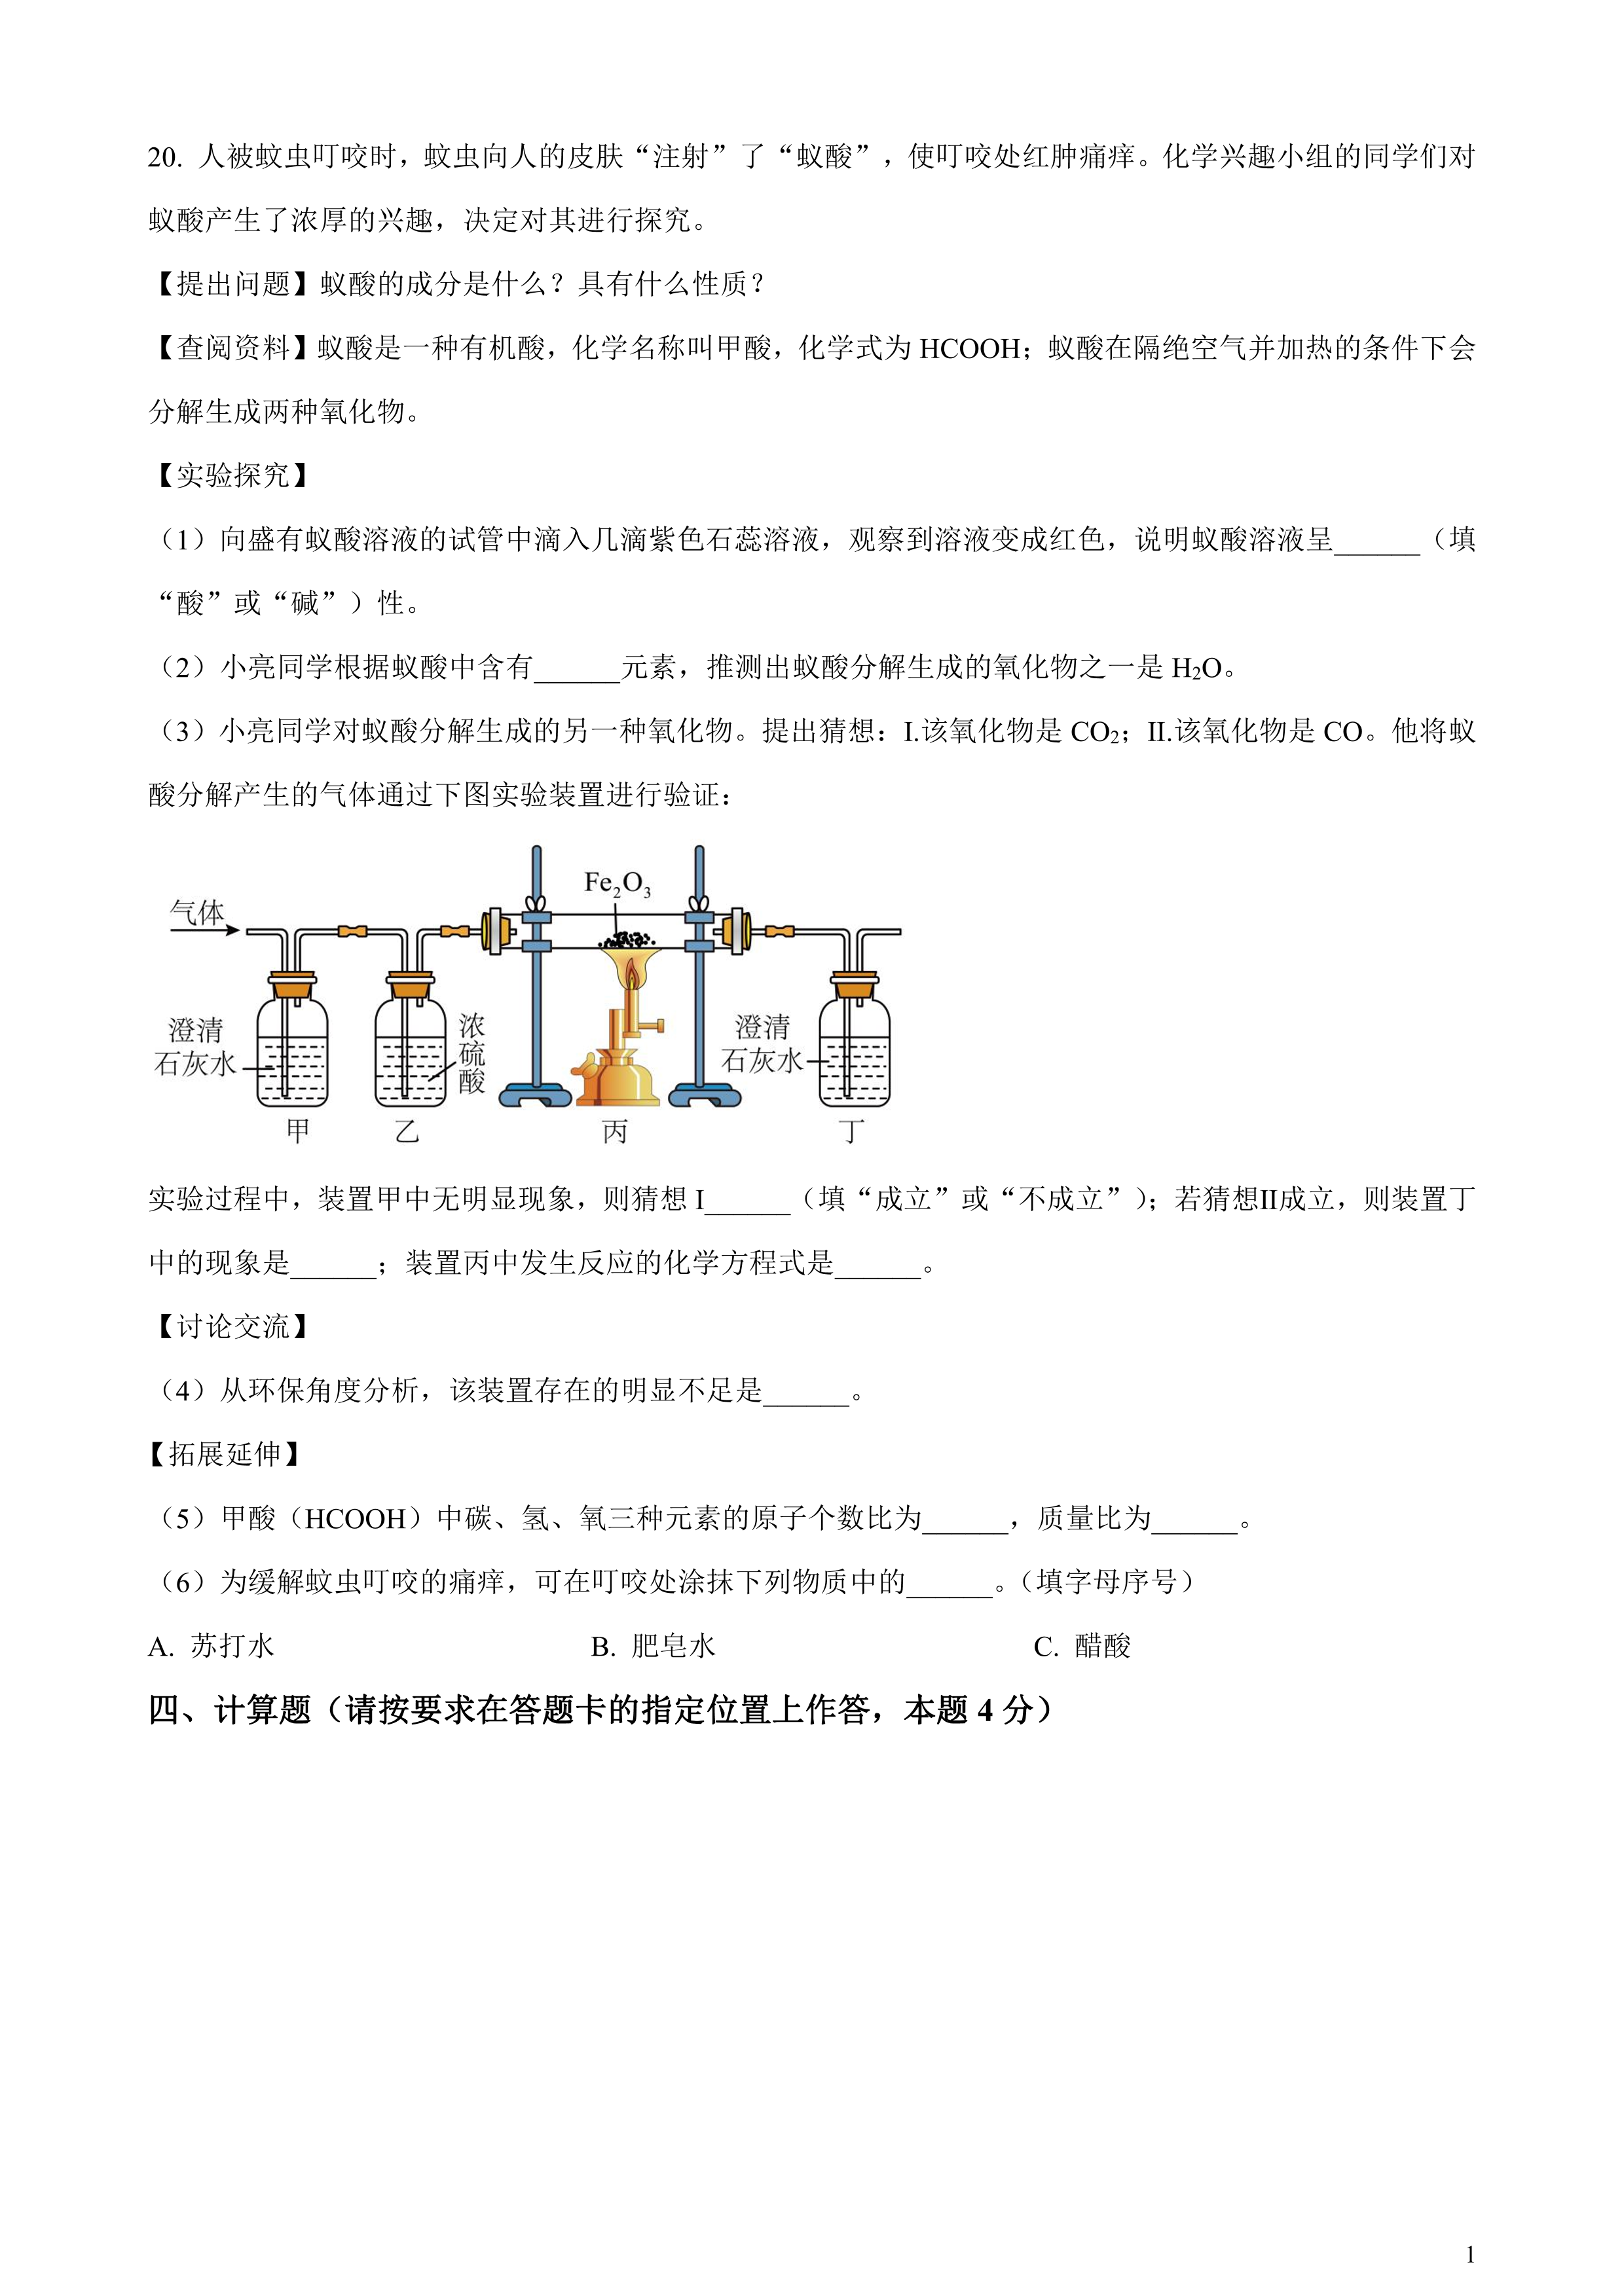 20. 人被蚊虫叮咬时，蚊虫向人的皮肤“注射”了“蚁酸”，使叮咬处红肿痛痒。化学兴趣小组的同学们对
蚁酸产生了浓厚的兴趣，决定对其进行探究。
【提出问题】蚁酸的成分是什么？具有什么性质？
【查阅资料】蚁酸是一种有机酸，化学名称叫甲酸，化学式为 HCOOH；蚁酸在隔绝空气并加热的条件下会
分解生成两种氧化物。
【实验探究】
（1）向盛有蚁酸溶液的试管中滴入几滴紫色石蕊溶液，观察到溶液变成红色，说明蚁酸溶液呈______（填
“酸”或“碱”）性。
（2）小亮同学根据蚁酸中含有______元素，推测出蚁酸分解生成的氧化物之一是 H₂O。
（3）小亮同学对蚁酸分解生成的另一种氧化物。提出猜想：I.该氧化物是 CO₂；II.该氧化物是 CO。他将蚁
酸分解产生的气体通过下图实验装置进行验证：
Fe₂O₃
气体
澄清
石灰水
浓
硫
酸
澄清
石灰水
甲 乙 丙 丁
实验过程中，装置甲中无明显现象，则猜想 I______（填“成立”或“不成立”）；若猜想Ⅱ成立，则装置丁
中的现象是______；装置丙中发生反应的化学方程式是______。
【讨论交流】
（4）从环保角度分析，该装置存在的明显不足是______。
【拓展延伸】
（5）甲酸（HCOOH）中碳、氢、氧三种元素的原子个数比为______，质量比为______。
（6）为缓解蚊虫叮咬的痛痒，可在叮咬处涂抹下列物质中的______。（填字母序号）
A. 苏打水 B. 肥皂水 C. 醋酸
四、计算题（请按要求在答题卡的指定位置上作答，本题 4 分）
1